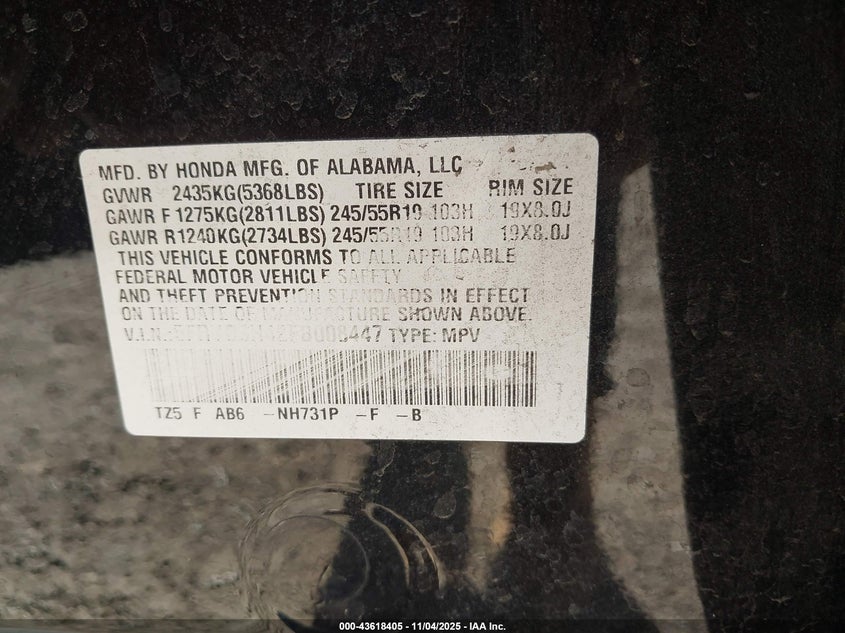 MFD. BY HONDA MFG. OF ALABAMA, LLC
GVWR 2435KG(5368LBS) TIRE SIZE RIM SIZE
GAWR F 1275KG(2811LBS) 245/55R19 103H 19X8.0J
GAWR R1240KG(2734LBS) 245/55R19 103H 19X8.0J
THIS VEHICLE CONFORMS TO ALL APPLICABLE
FEDERAL MOTOR VEHICLE SAFETY
AND THEFT PREVENTION STANDARDS IN EFFECT
ON THE DATE OF MANUFACTURE SHOWN ABOVE.
V.I.N.: TYPE: MPV
TZ5 F AB6 -NH731P -F -B
000-43618405 - 11/04/2025 - IAA Inc.